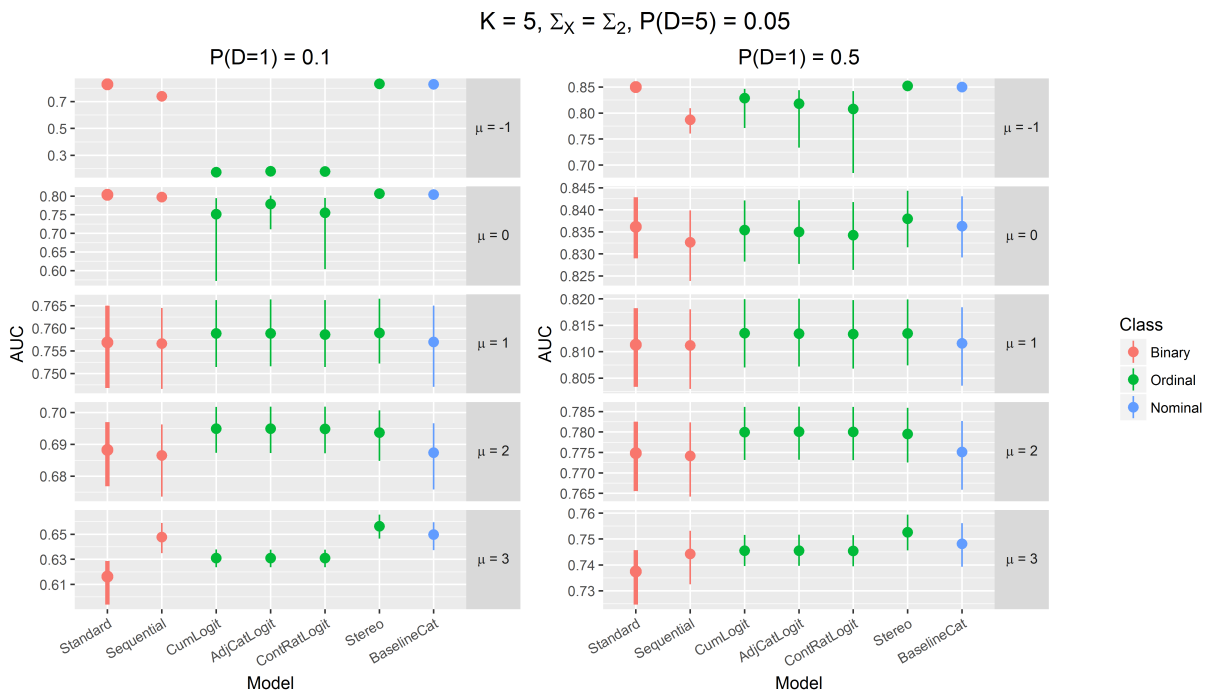 K = 5, Σ_X = Σ_2, P(D=5) = 0.05
P(D=1) = 0.1
AUC
0.7
0.5
0.3
μ = -1
0.80
0.75
0.70
0.65
0.60
μ = 0
0.765
0.760
0.755
0.750
μ = 1
0.70
0.69
0.68
μ = 2
0.65
0.63
0.61
μ = 3
Standard
Sequential
CumLogit
AdjCatLogit
ContRatLogit
Stereo
BaselineCat
Model
P(D=1) = 0.5
AUC
0.85
0.80
0.75
0.70
μ = -1
0.845
0.840
0.835
0.830
0.825
μ = 0
0.820
0.815
0.810
0.805
μ = 1
0.785
0.780
0.775
0.770
0.765
μ = 2
0.76
0.75
0.74
0.73
μ = 3
Standard
Sequential
CumLogit
AdjCatLogit
ContRatLogit
Stereo
BaselineCat
Model
Class
Binary
Ordinal
Nominal